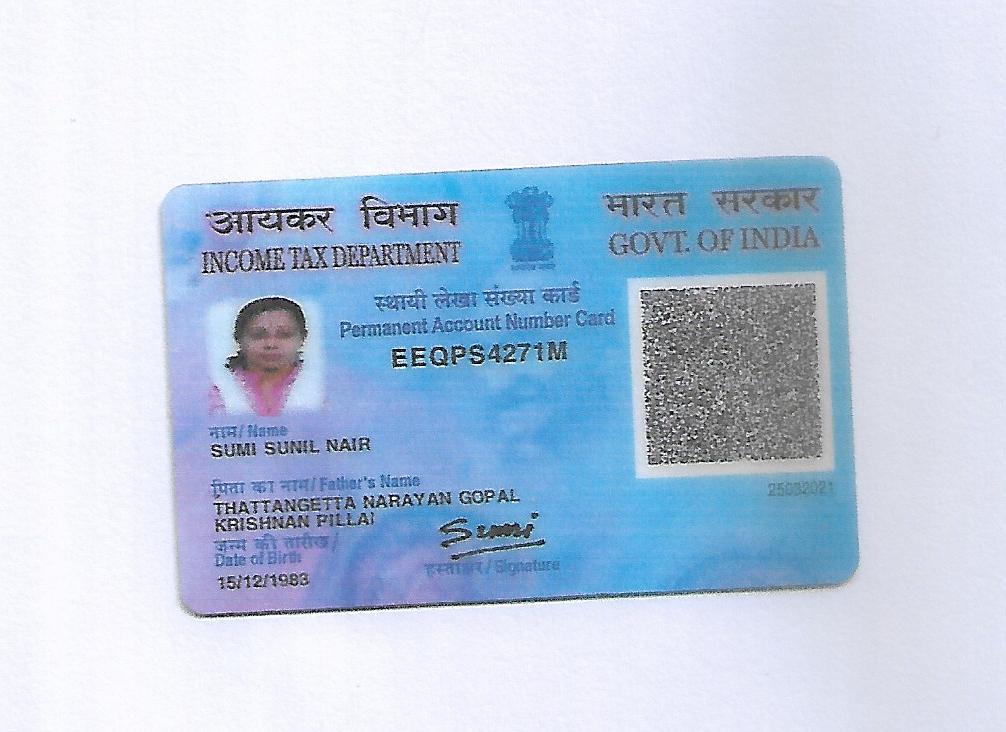 आयकर विभाग
INCOME TAX DEPARTMENT
भारत सरकार
GOVT. OF INDIA
स्थायी लेखा संख्या कार्ड
Permanent Account Number Card
EEQPS4271M
नाम / Name
SUMI SUNIL NAIR
पिता का नाम / Father's Name
THATTANGETTA NARAYAN GOPAL
KRISHNAN PILLAI
जन्म की तारीख /
Date of Birth
15/12/1983
Sumi
हस्ताक्षर / Signature
25032021